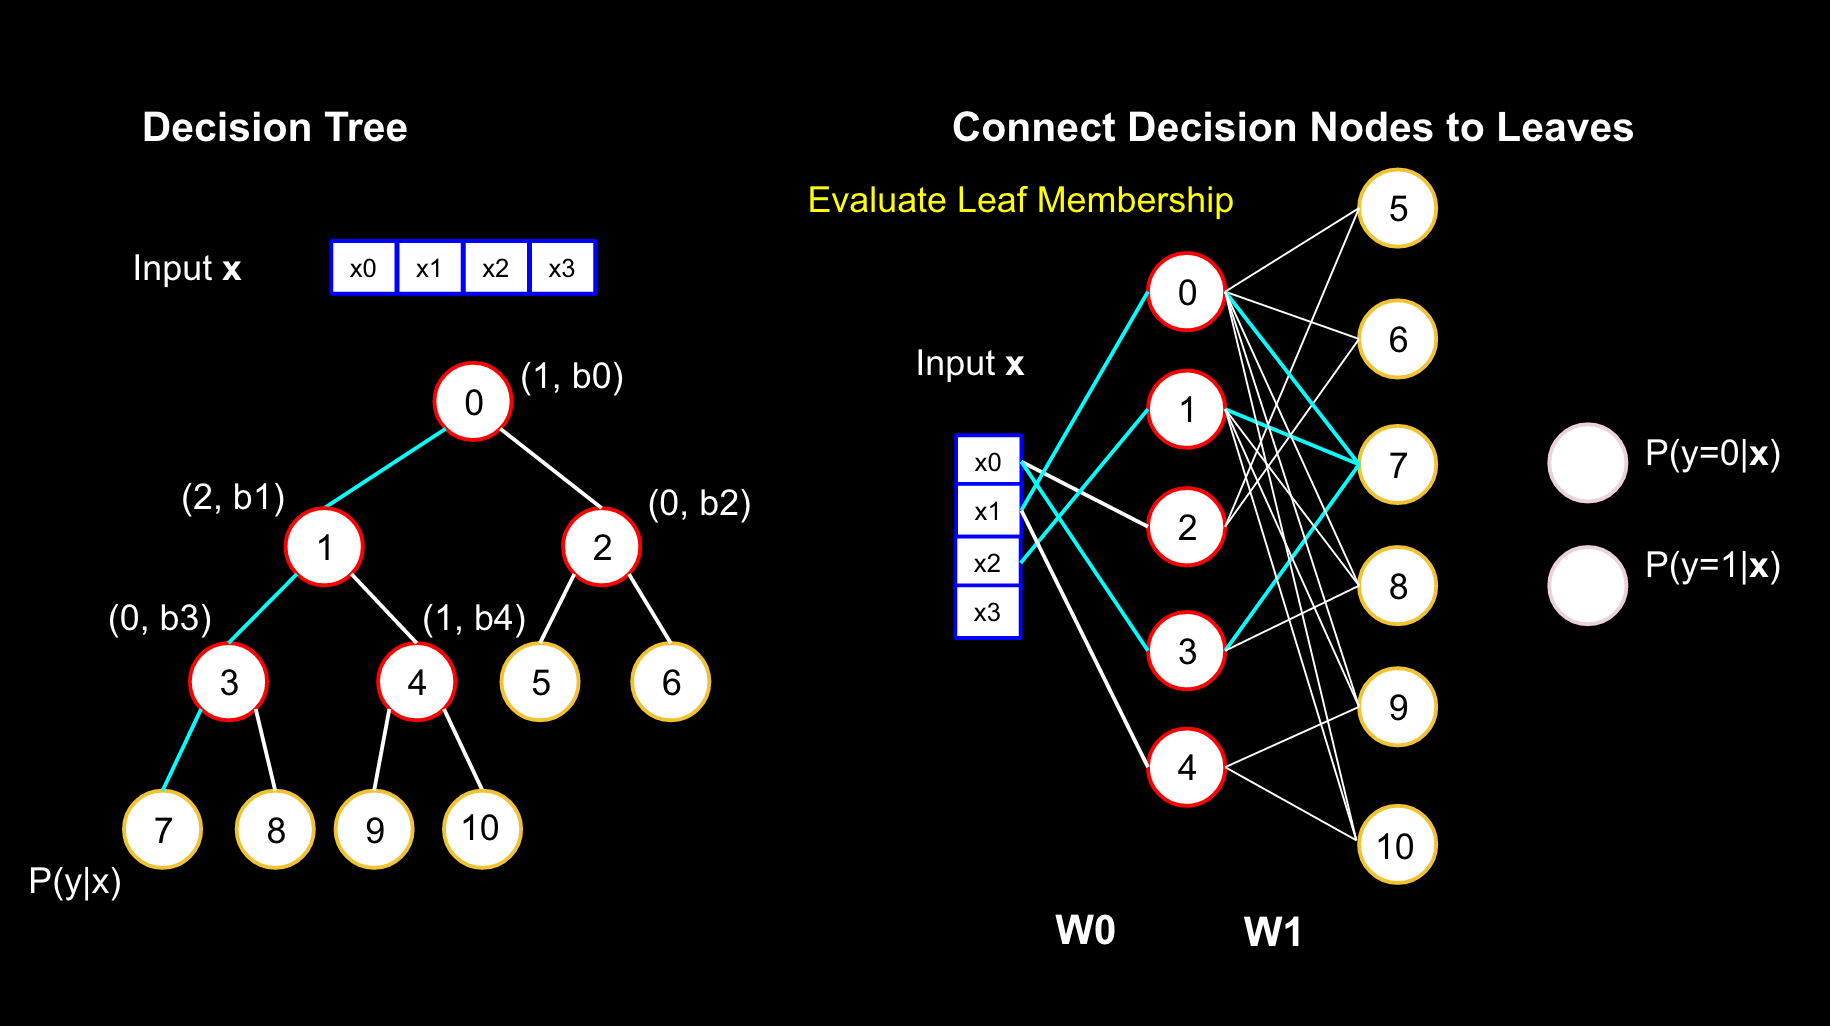 Decision Tree
Input x
x0 x1 x2 x3
0
(1, b0)
(2, b1)
1
2
(0, b2)
(0, b3)
3
(1, b4)
4
5
6
7
8
9
10
P(y|x)
Connect Decision Nodes to Leaves
Evaluate Leaf Membership
Input x
x0
x1
x2
x3
0
1
2
3
4
5
6
7
8
9
10
P(y=0|x)
P(y=1|x)
W0
W1